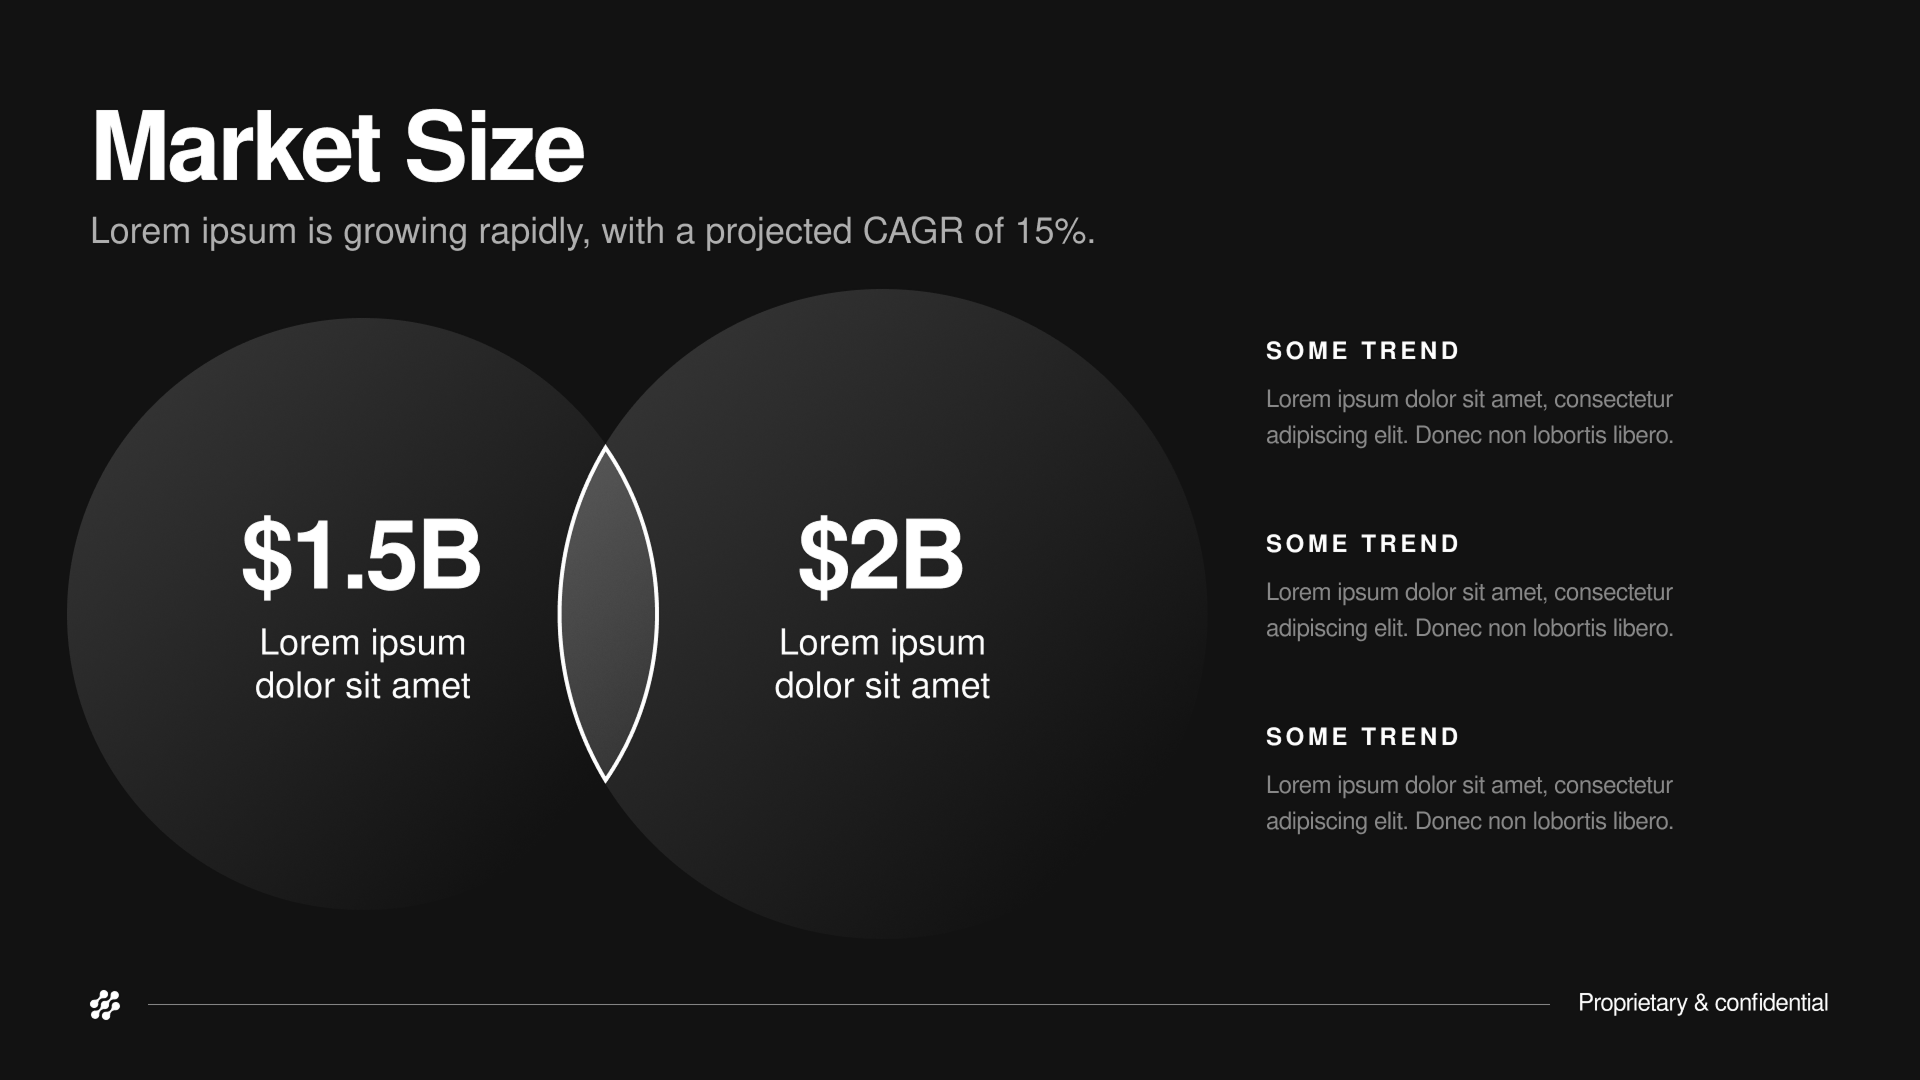 Market Size
Lorem ipsum is growing rapidly, with a projected CAGR of 15%.
$1.5B
Lorem ipsum
dolor sit amet
$2B
Lorem ipsum
dolor sit amet
SOME TREND
Lorem ipsum dolor sit amet, consectetur
adipiscing elit. Donec non lobortis libero.
SOME TREND
Lorem ipsum dolor sit amet, consectetur
adipiscing elit. Donec non lobortis libero.
SOME TREND
Lorem ipsum dolor sit amet, consectetur
adipiscing elit. Donec non lobortis libero.
Proprietary & confidential